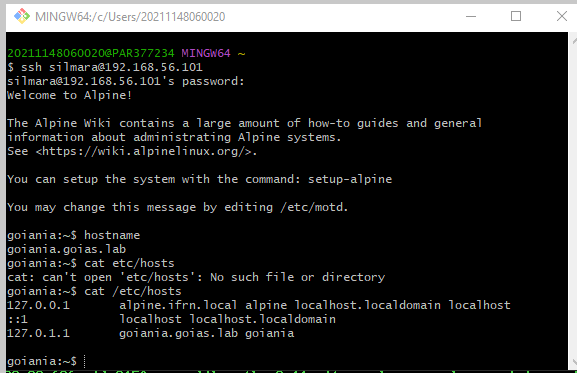 MINGW64:/c/Users/20211148060020
20211148060020@PAR377234 MINGW64 ~
$ ssh silmara@192.168.56.101
silmara@192.168.56.101's password:
Welcome to Alpine!
The Alpine Wiki contains a large amount of how-to guides and general
information about administrating Alpine systems.
See <https://wiki.alpinelinux.org/>.
You can setup the system with the command: setup-alpine
You may change this message by editing /etc/motd.
goiania:~$ hostname
goiania.goias.lab
goiania:~$ cat etc/hosts
cat: can't open 'etc/hosts': No such file or directory
goiania:~$ cat /etc/hosts
127.0.0.1 alpine.ifrn.local alpine localhost.localdomain localhost
::1 localhost localhost.localdomain
127.0.1.1 goiania.goias.lab goiania
goiania:~$